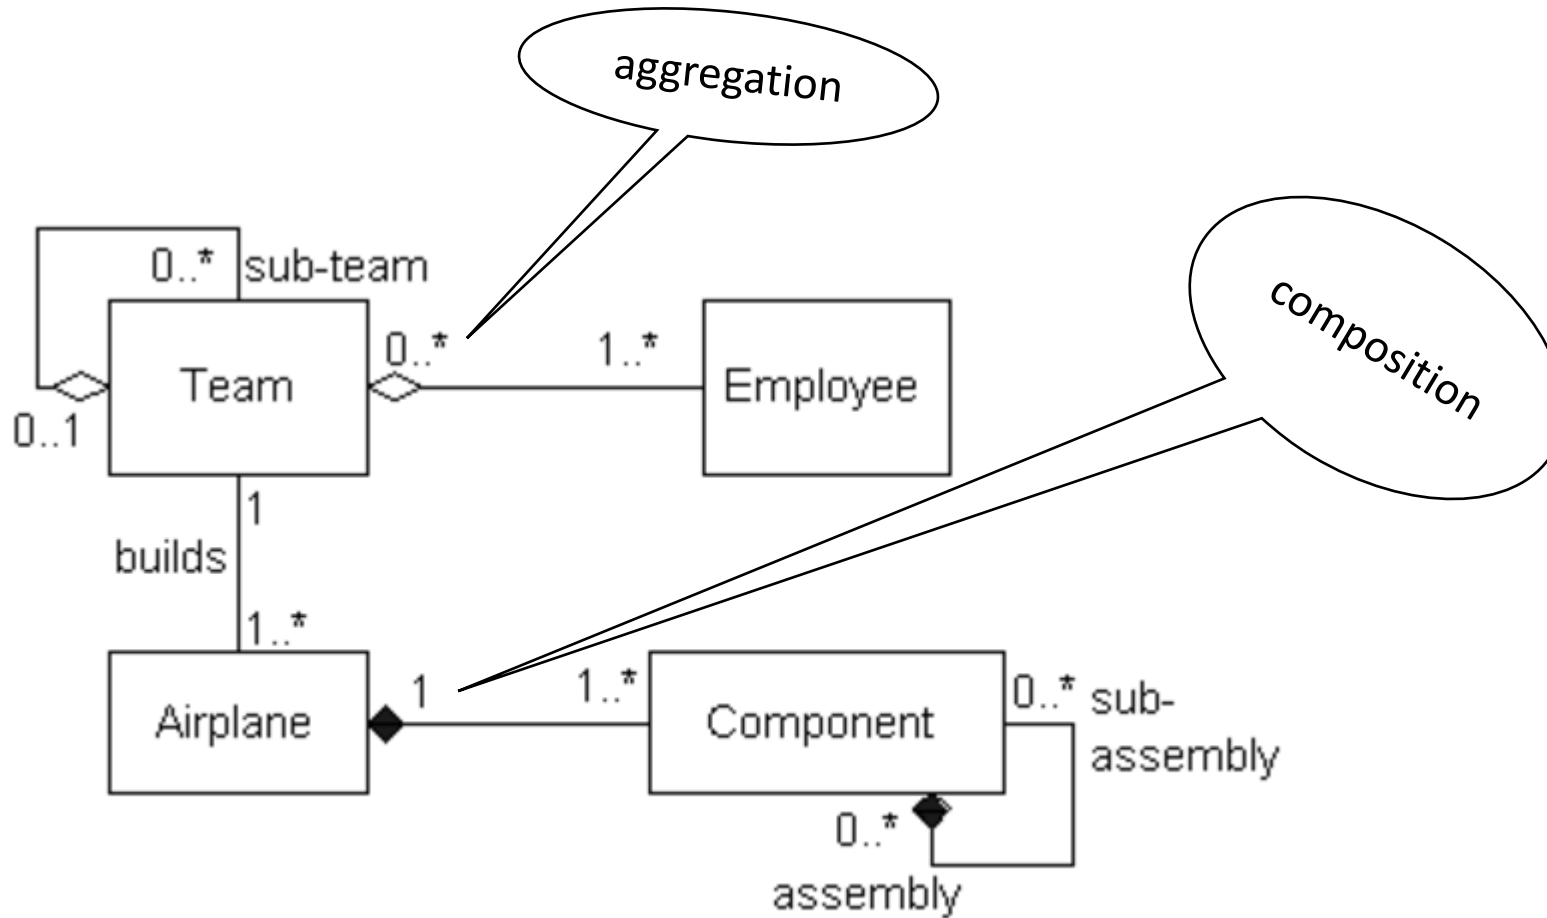 aggregation
0..* sub-team
composition
0..* 1..*
Team
Employee
0..1
1
builds
1..*
1 1..* 0..* sub-
assembly
Airplane
Component
0..*
assembly